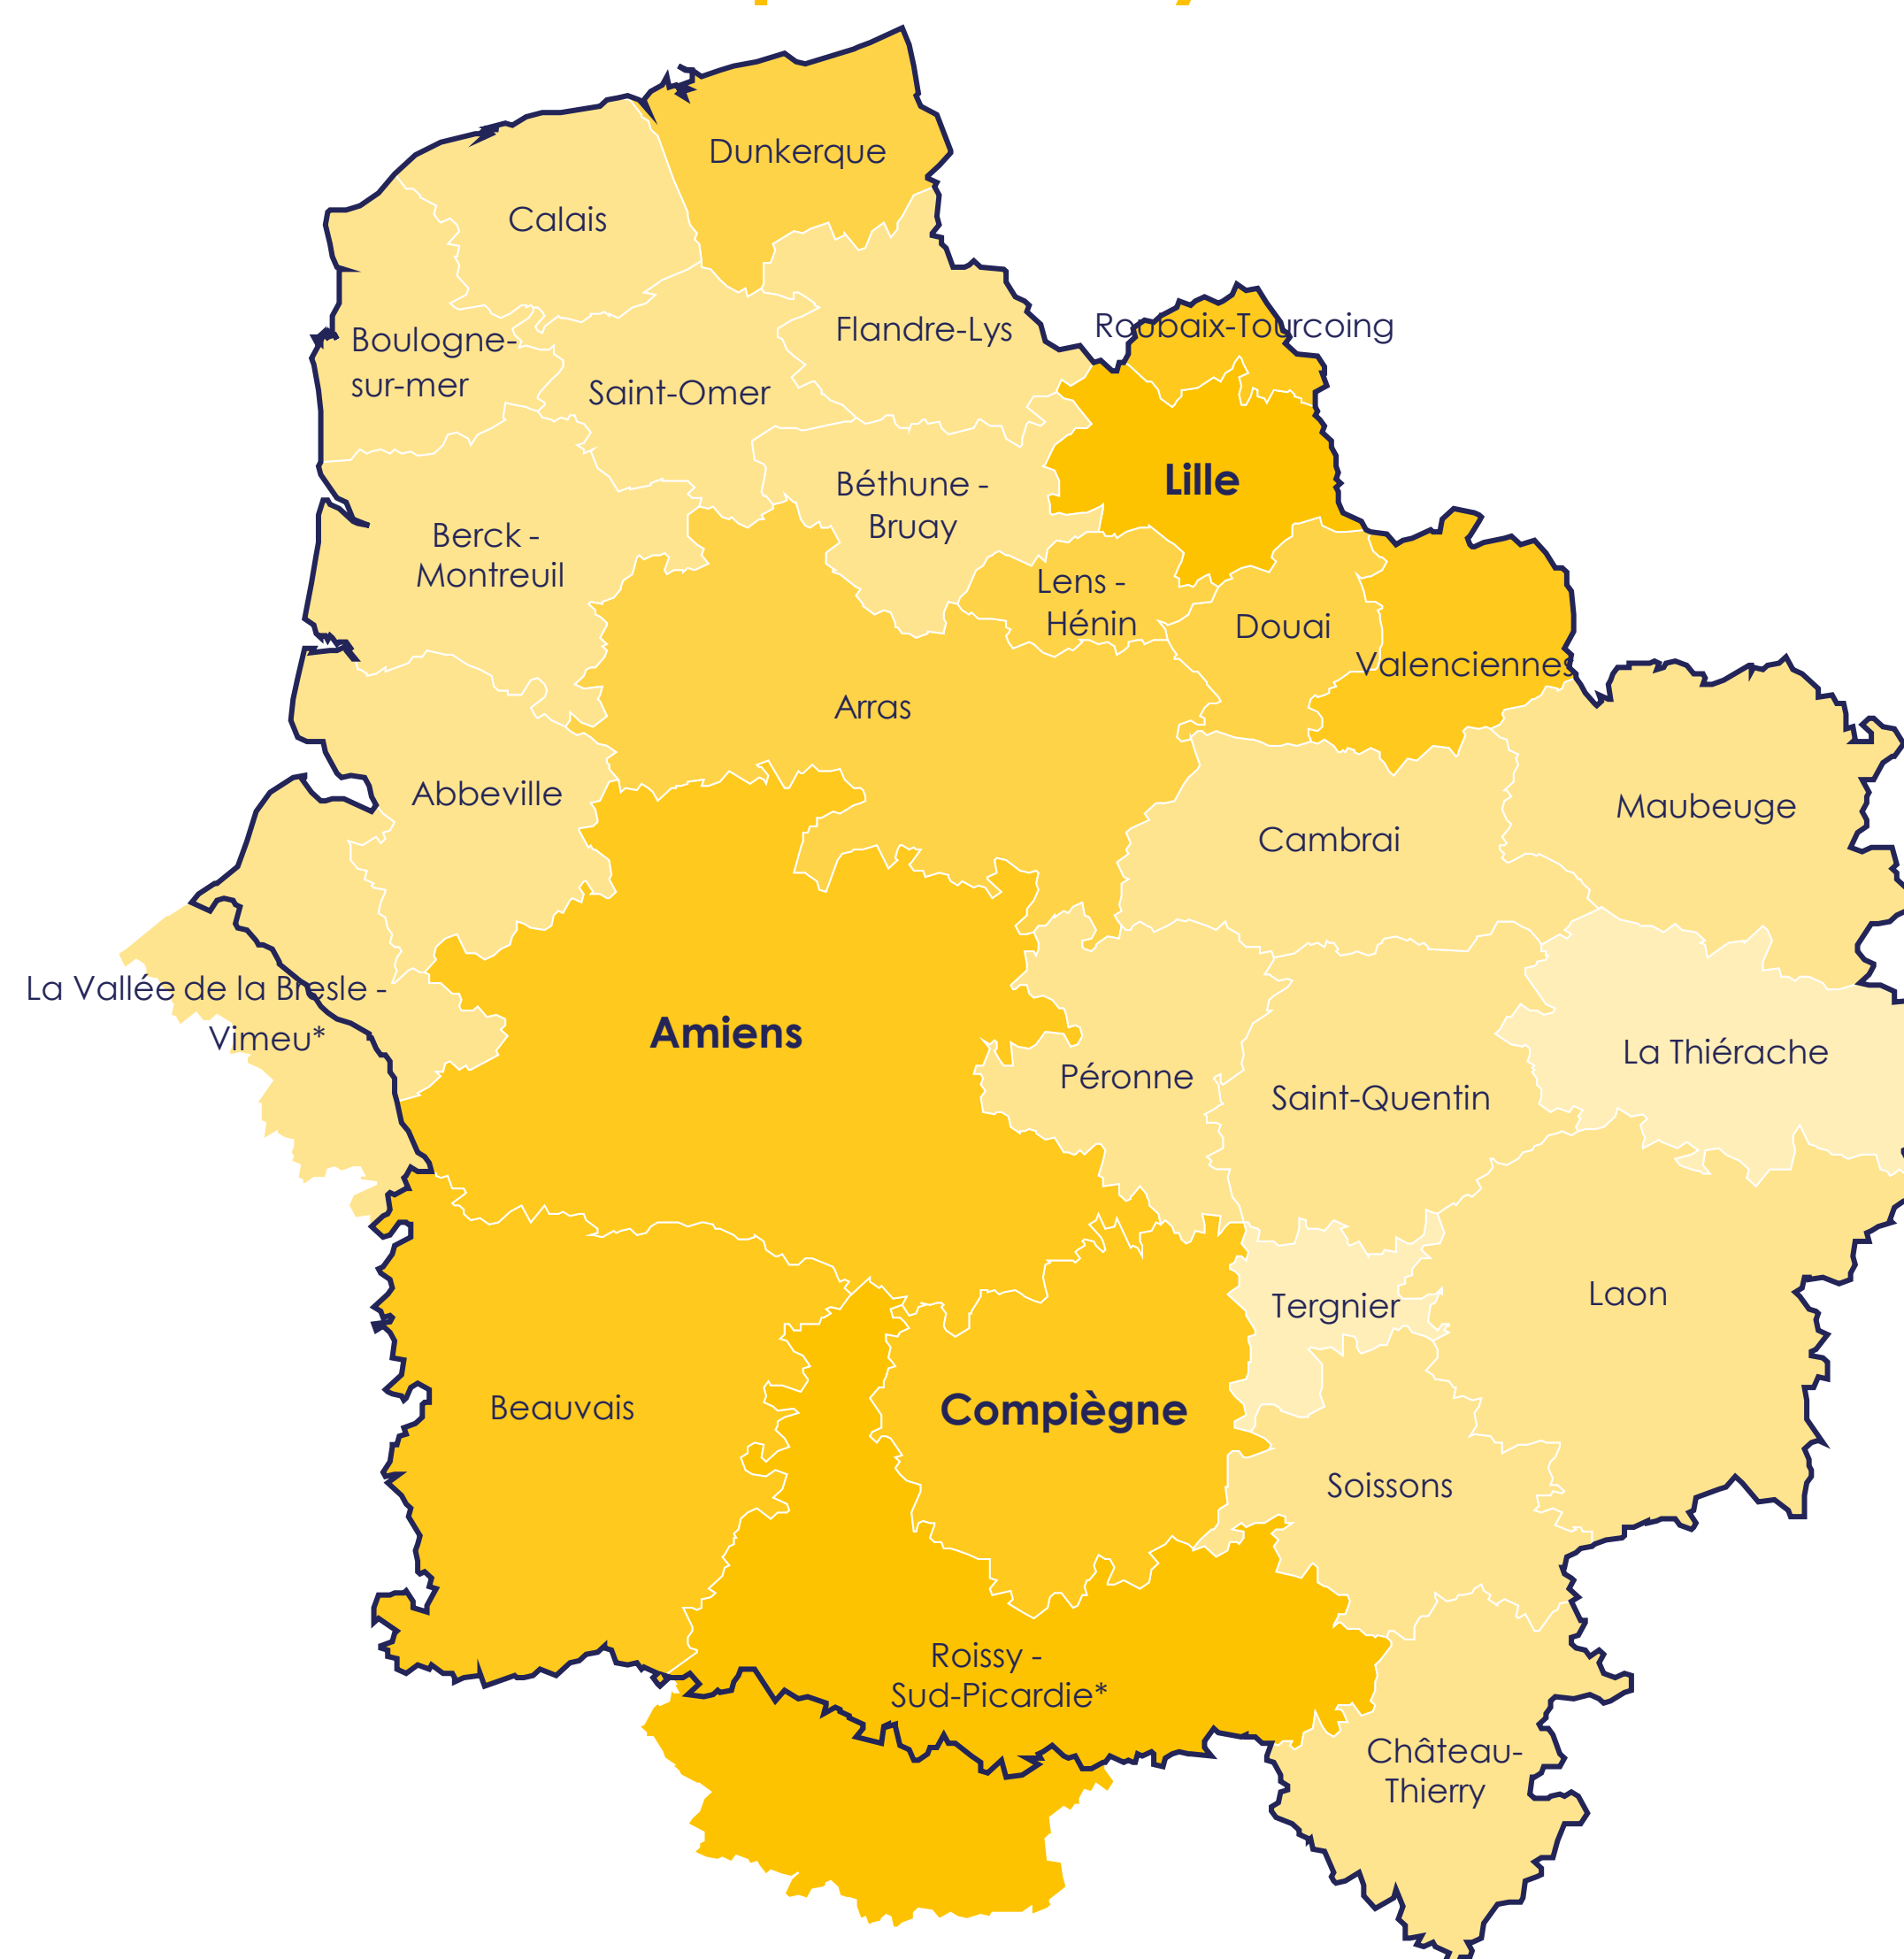 Dunkerque
Calais
Roubaix-Tourcoing
Flandre-Lys
Boulogne-
sur-mer
Saint-Omer
Lille
Béthune -
Bruay
Berck -
Montreuil
Lens -
Hénin
Douai
Valenciennes
Arras
Abbeville
Maubeuge
Cambrai
La Vallée de la Bresle -
Vimeu*
Amiens
La Thiérache
Péronne
Saint-Quentin
Laon
Tergnier
Beauvais
Compiègne
Soissons
Roissy -
Sud-Picardie*
Château-
Thierry